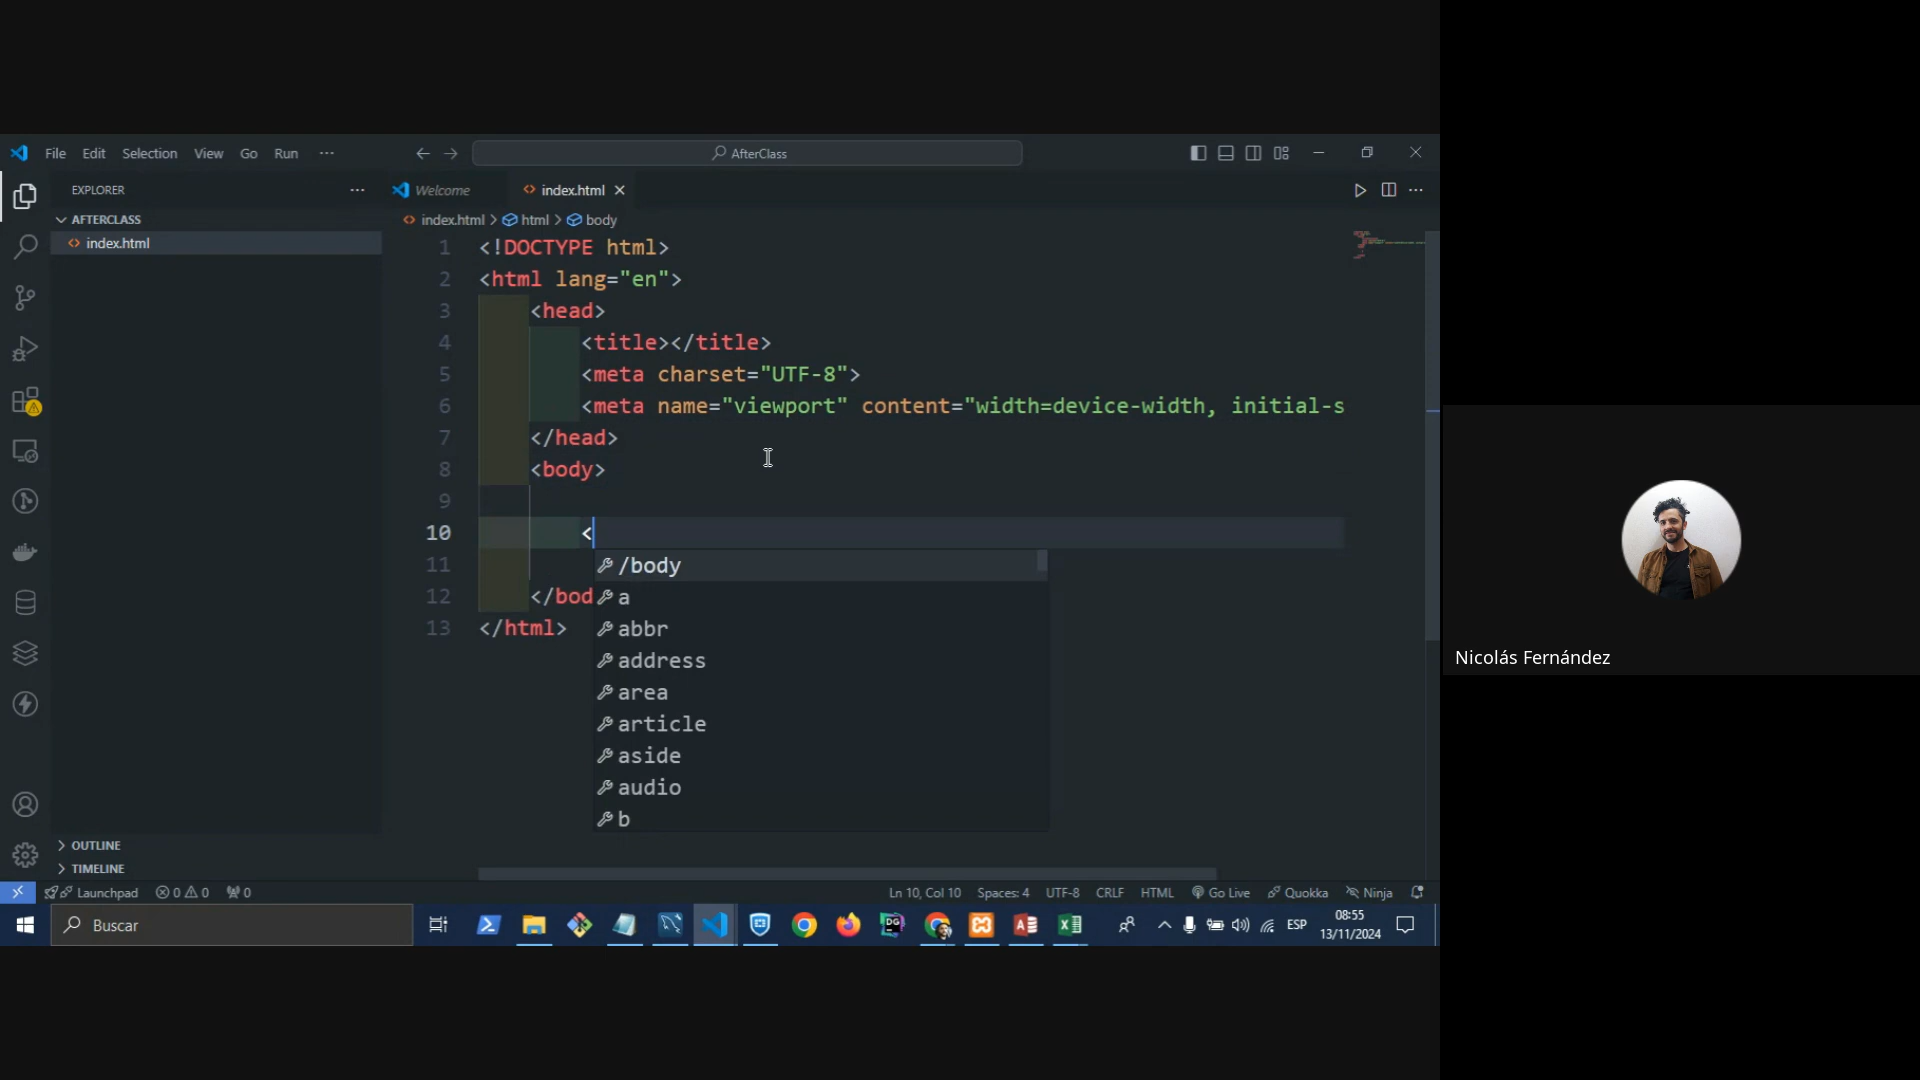 File Edit Selection View Go Run ··· AfterClass
EXPLORER ··· Welcome index.html
AFTERCLASS
index.html > html > body
index.html
1 <!DOCTYPE html>
2 <html lang="en">
3 <head>
4 <title></title>
5 <meta charset="UTF-8">
6 <meta name="viewport" content="width=device-width, initial-s
7 </head>
8 <body>
9
10 <
11
12 </bod
13 </html>
/body
a
abbr
address
area
article
aside
audio
b
OUTLINE
TIMELINE
Launchpad 0 0 0 Ln 10, Col 10 Spaces: 4 UTF-8 CRLF HTML Go Live Quokka Ninja
Buscar
DG
ESP
08:55
13/11/2024
Nicolás Fernández